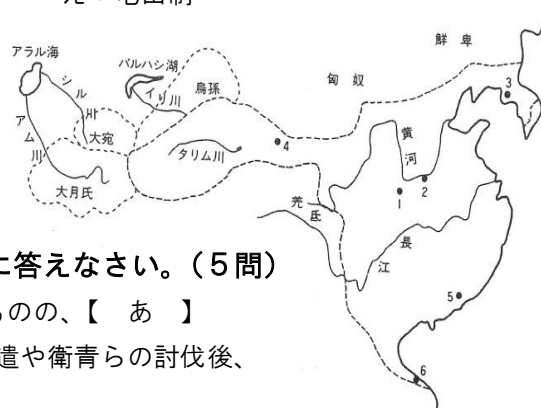 鮮卑
アラル海
バルハシ湖
烏孫
匈奴
3
シル川
イリ川
大宛
アム川
黄河
タリム川
4
大月氏
2
1
羌
氐
長江
に答えなさい。（５問）
5
ものの、【　あ　】
遣や衛青らの討伐後、
6